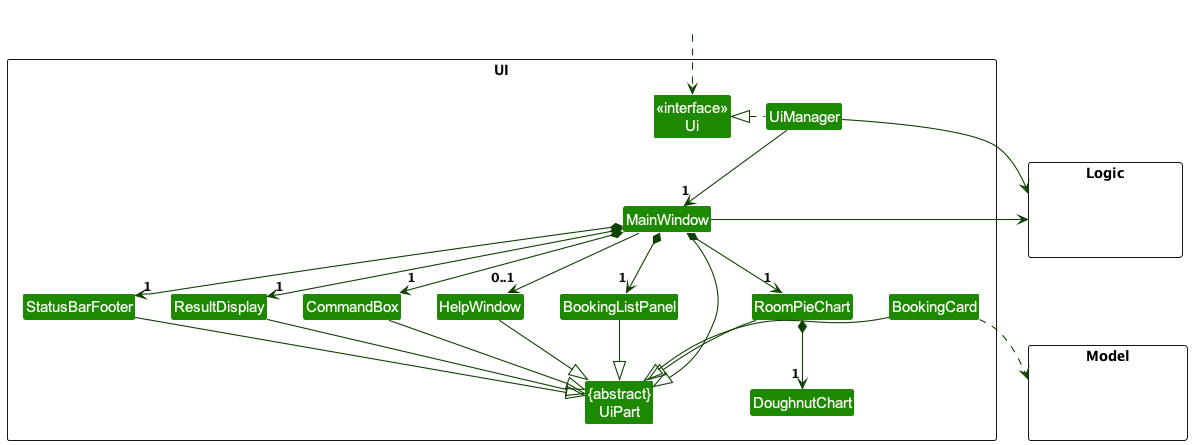 UI
«interface»
Ui
UiManager
Logic
1
MainWindow
1
1
1
0..1
1
1
StatusBarFooter
ResultDisplay
CommandBox
HelpWindow
BookingListPanel
RoomPieChart
BookingCard
Model
1
{abstract}
UiPart
DoughnutChart